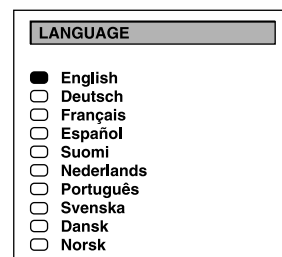 LANGUAGE
English
Deutsch
Français
Español
Suomi
Nederlands
Português
Svenska
Dansk
Norsk